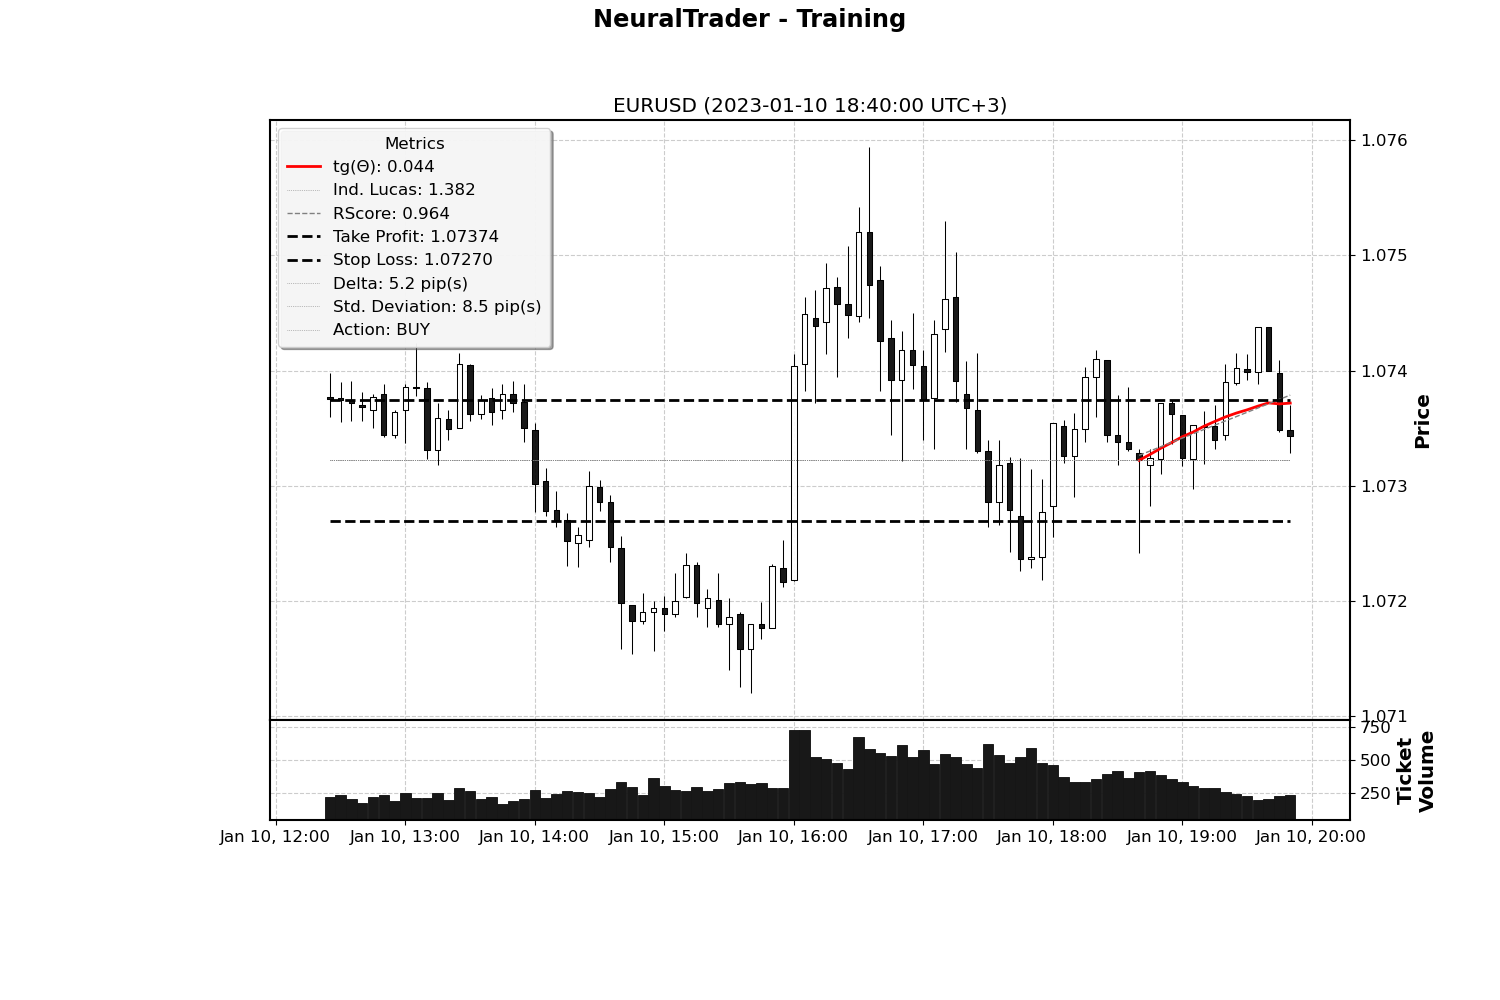 NeuralTrader - Training
EURUSD (2023-01-10 18:40:00 UTC+3)
Metrics
tg(Θ): 0.044
Ind. Lucas: 1.382
RScore: 0.964
Take Profit: 1.07374
Stop Loss: 1.07270
Delta: 5.2 pip(s)
Std. Deviation: 8.5 pip(s)
Action: BUY
1.076
1.075
1.074
1.073
1.072
1.071
Price
750
500
250
Ticket
Volume
Jan 10, 12:00
Jan 10, 13:00
Jan 10, 14:00
Jan 10, 15:00
Jan 10, 16:00
Jan 10, 17:00
Jan 10, 18:00
Jan 10, 19:00
Jan 10, 20:00